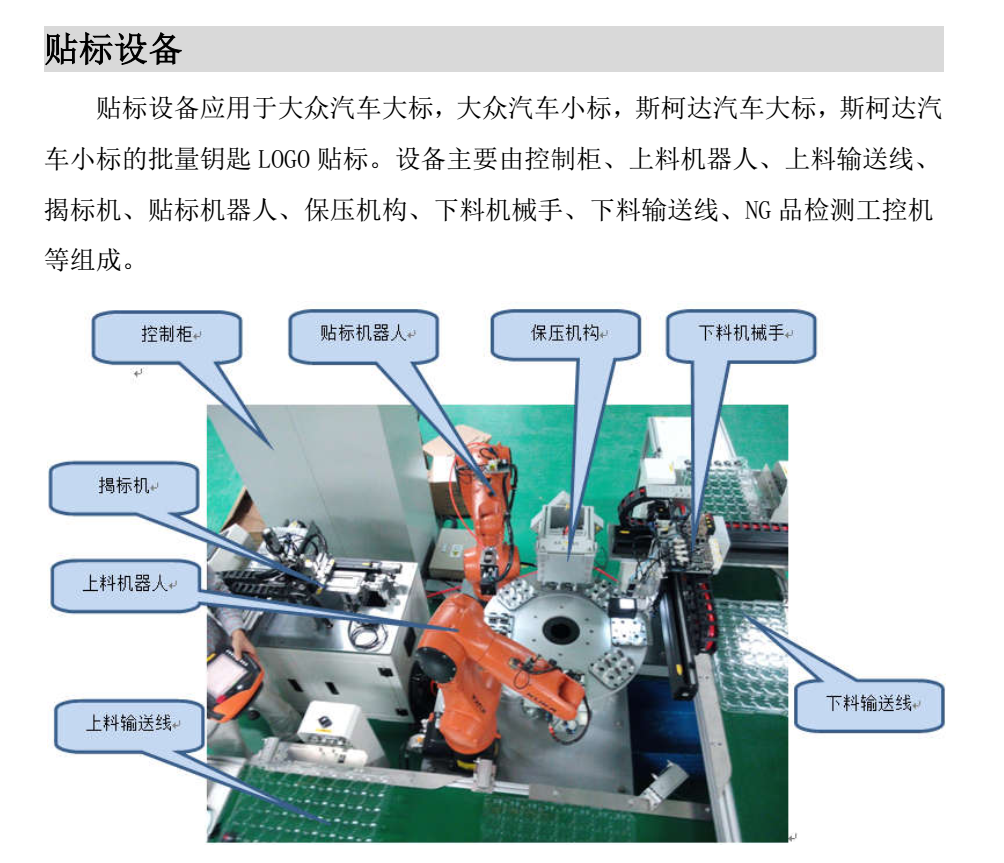 贴标设备
贴标设备应用于大众汽车大标，大众汽车小标，斯柯达汽车大标，斯柯达汽
车小标的批量钥匙 LOGO 贴标。设备主要由控制柜、上料机器人、上料输送线、
揭标机、贴标机器人、保压机构、下料机械手、下料输送线、NG 品检测工控机
等组成。
控制柜
贴标机器人
保压机构
下料机械手
揭标机
上料机器人
下料输送线
上料输送线